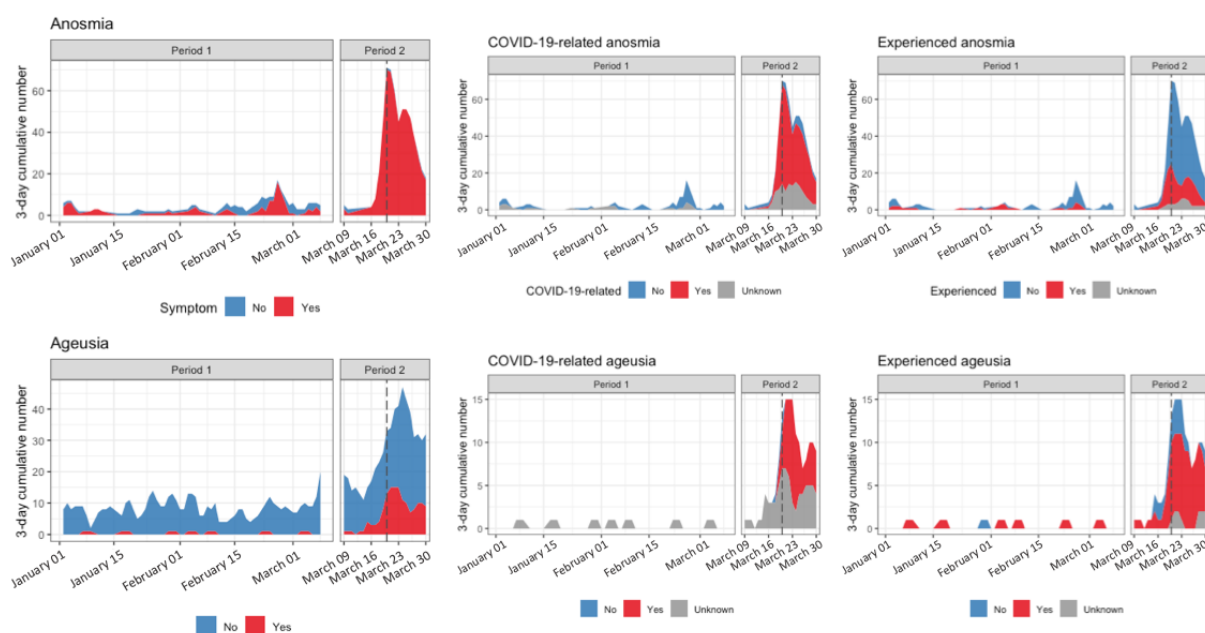 Anosmia
Period 1
Period 2
3-day cumulative number
60
40
20
0
January 01
January 15
February 01
February 15
March 01
March 09
March 16
March 23
March 30
Symptom No Yes
COVID-19-related anosmia
Period 1
Period 2
3-day cumulative number
60
40
20
0
January 01
January 15
February 01
February 15
March 01
March 09
March 16
March 23
March 30
COVID-19-related No Yes Unknown
Experienced anosmia
Period 1
Period 2
3-day cumulative number
60
40
20
0
January 01
January 15
February 01
February 15
March 01
March 09
March 16
March 23
March 30
Experienced No Yes Unknown
Ageusia
Period 1
Period 2
3-day cumulative number
40
30
20
10
0
January 01
January 15
February 01
February 15
March 01
March 09
March 16
March 23
March 30
No Yes
COVID-19-related ageusia
Period 1
Period 2
3-day cumulative number
15
10
5
0
January 01
January 15
February 01
February 15
March 01
March 09
March 16
March 23
March 30
No Yes Unknown
Experienced ageusia
Period 1
Period 2
3-day cumulative number
15
10
5
0
January 01
January 15
February 01
February 15
March 01
March 09
March 16
March 23
March 30
No Yes Unknown